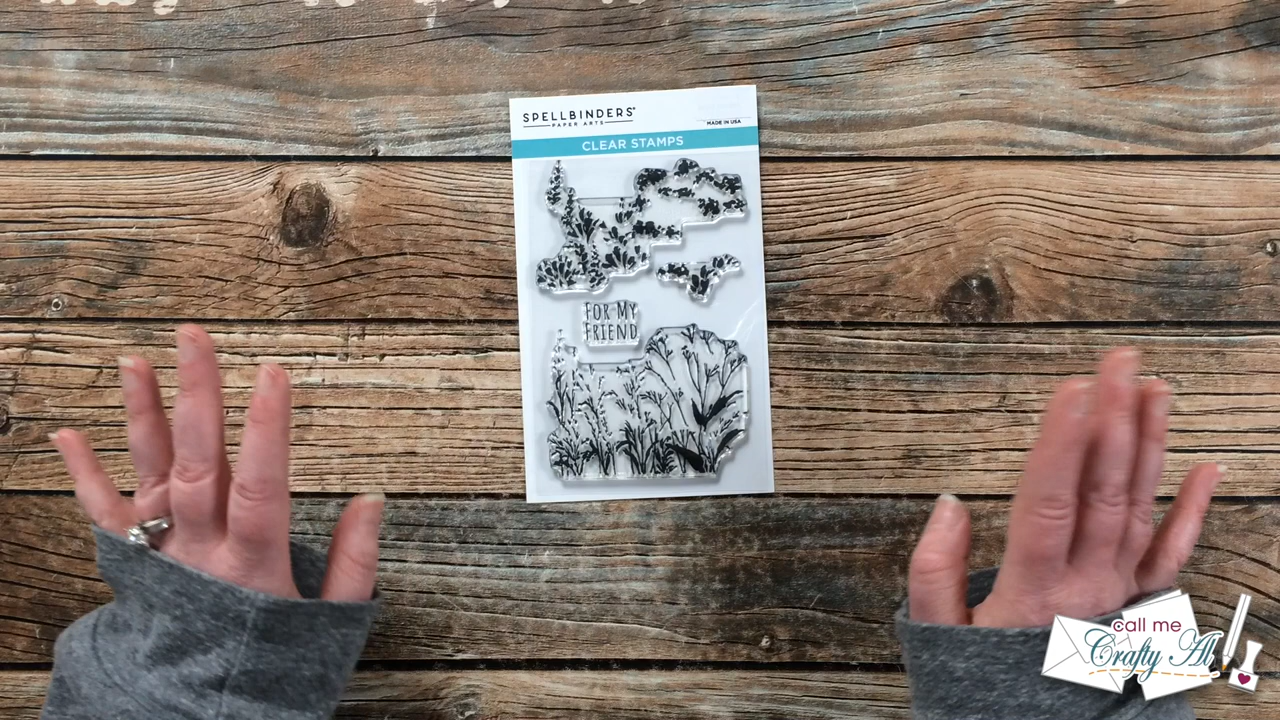 SPELLBINDERS®
PAPER ARTS
MADE IN USA
CLEAR STAMPS
FOR MY
FRIEND
call me
Crafty Al